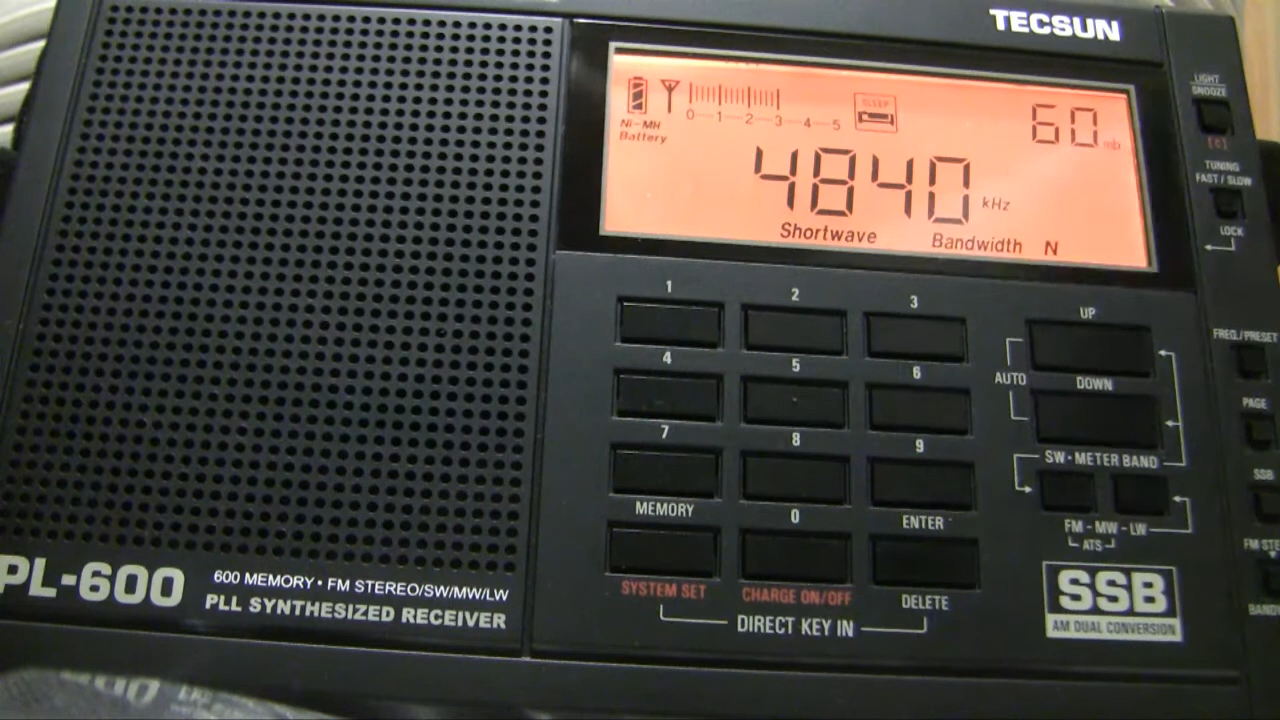 TECSUN
LIGHT
SNOOZE
[C]
SLEEP
60 mb
0 1 2 3 4 5
Ni-MH
Battery
4840 kHz
Shortwave Bandwidth N
TUNING
FAST / SLOW
LOCK
1 2 3
UP
FREQ./PRESET
4 5 6
AUTO
DOWN
PAGE
7 8 9
SW-METER BAND
SSB
MEMORY 0 ENTER
FM - MW - LW
ATS
PL-600
600 MEMORY • FM STEREO/SW/MW/LW
PLL SYNTHESIZED RECEIVER
SYSTEM SET CHARGE ON/OFF DELETE
DIRECT KEY IN
SSB
AM DUAL CONVERSION